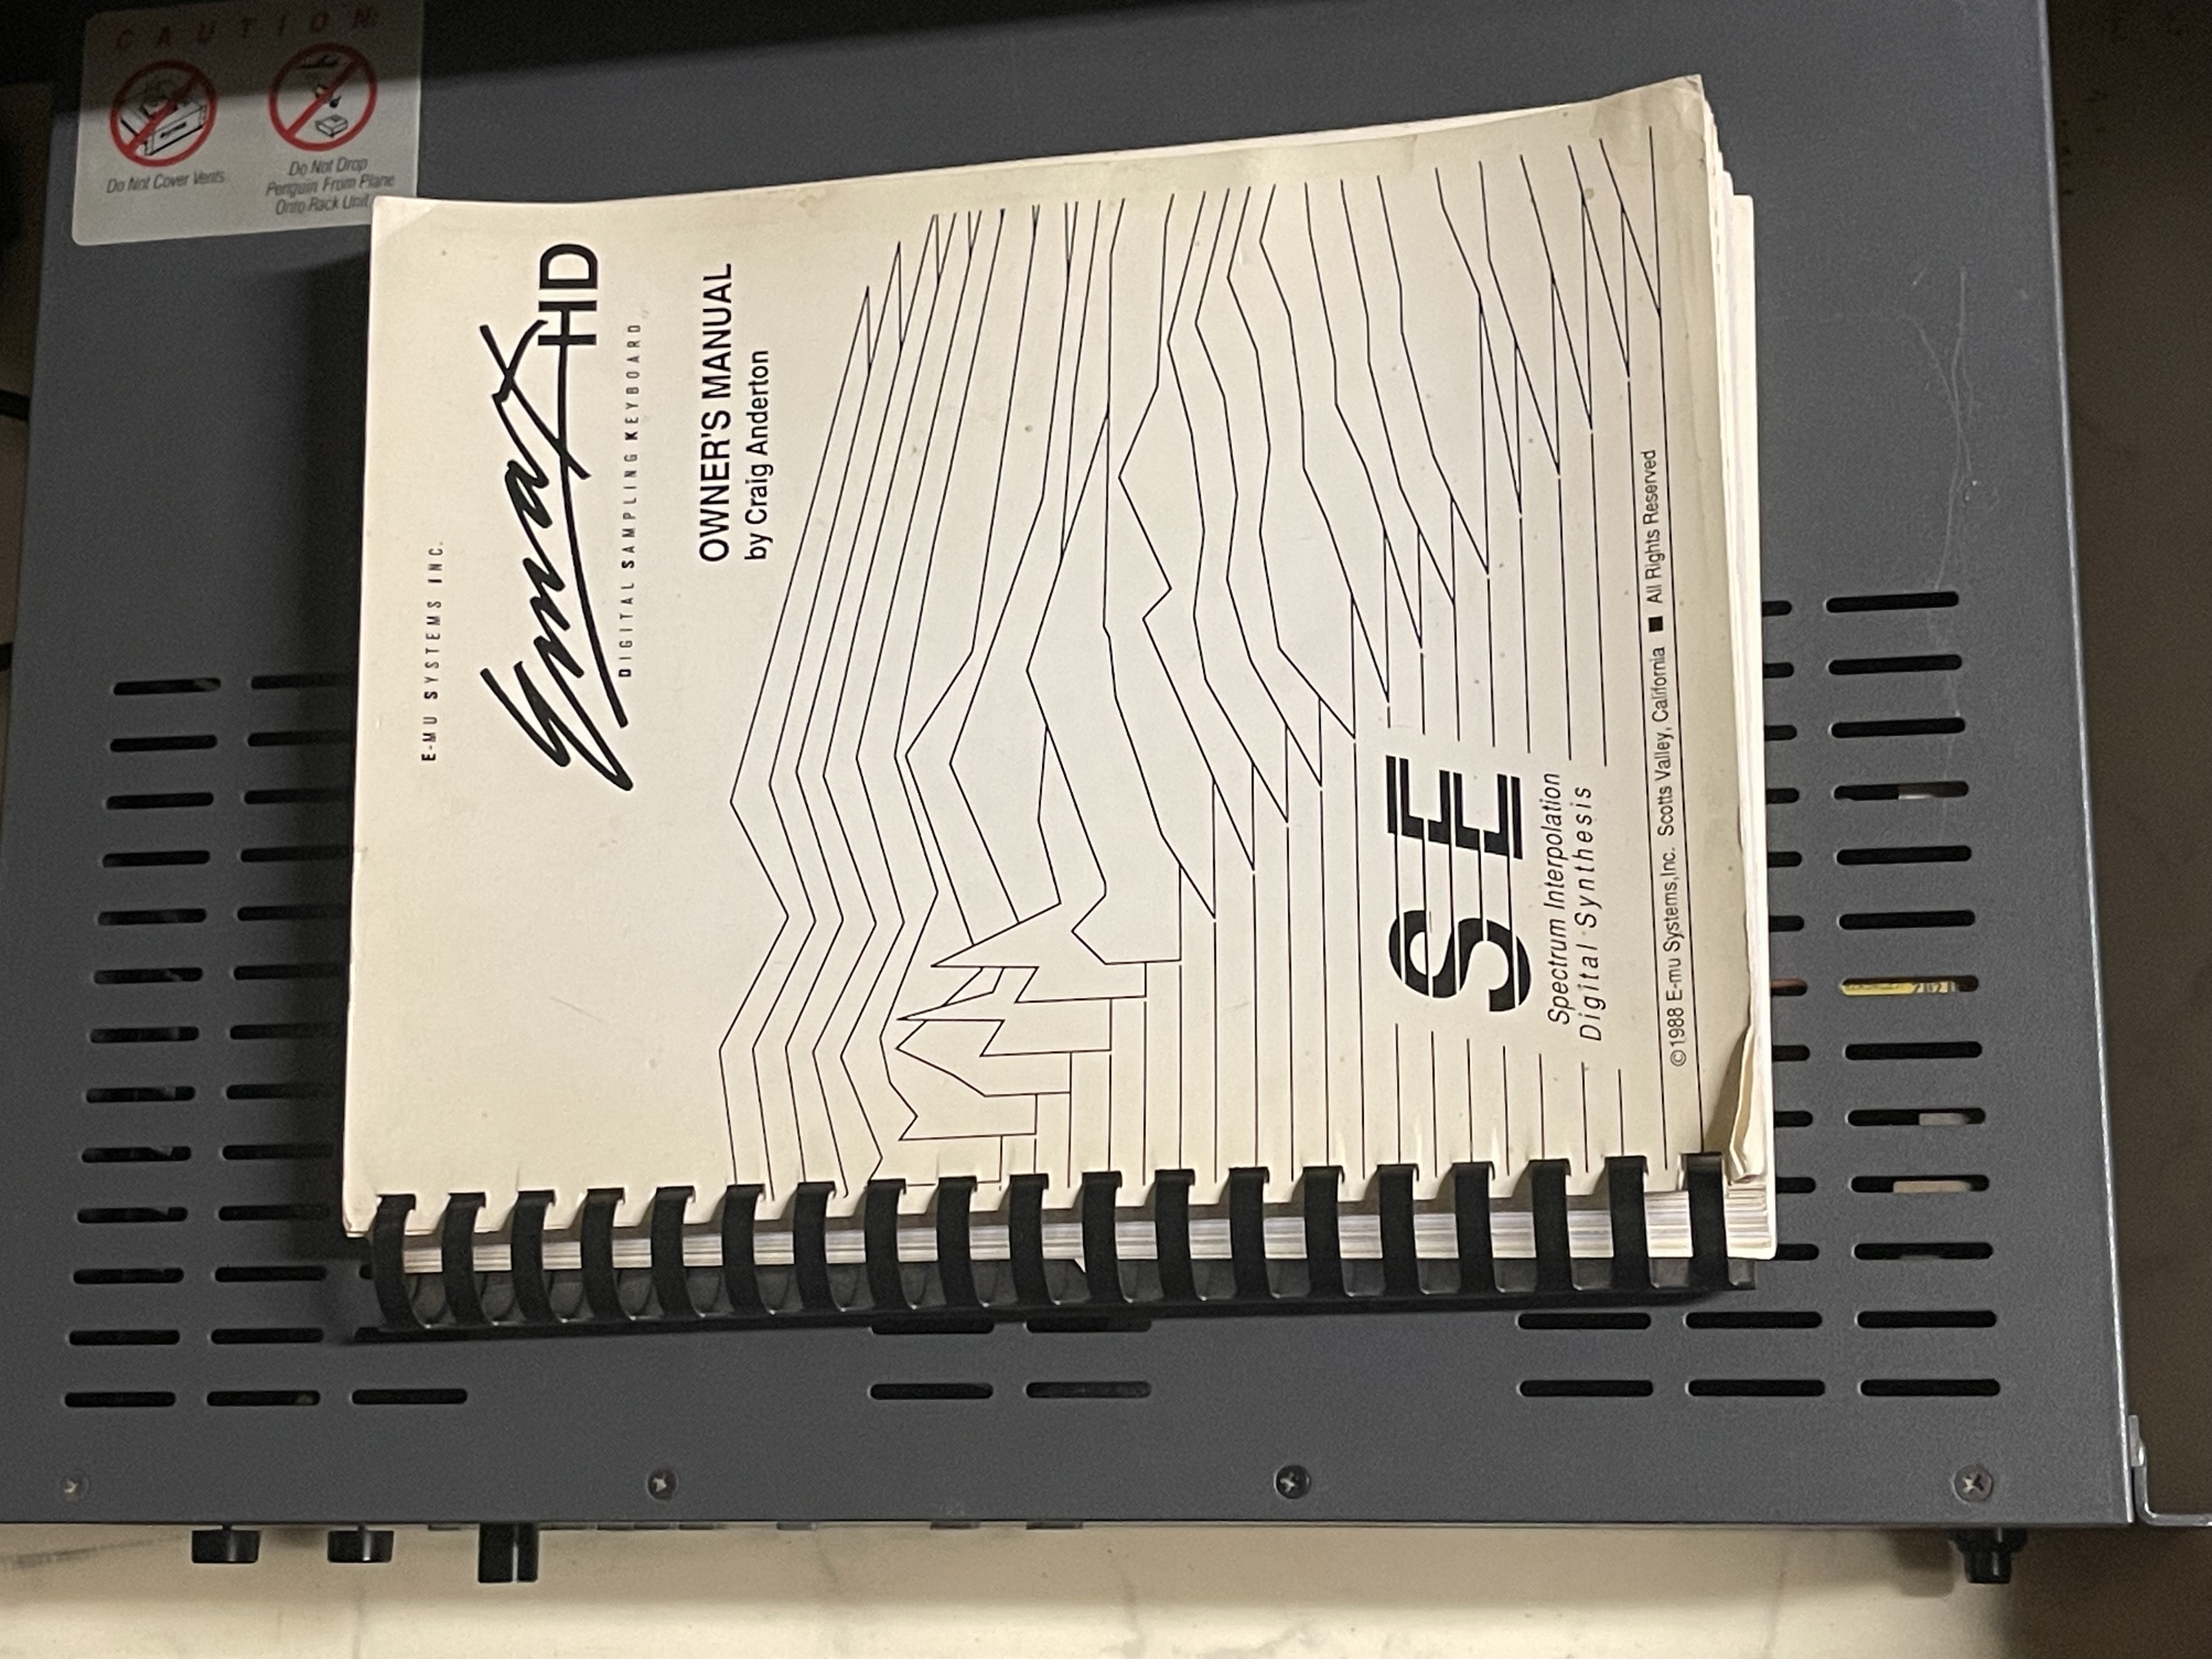 CAUTION:
Do Not Cover Vents
Do Not Drop
Penguin From Plane
Onto Rack Unit
E-MU SYSTEMS INC.
Emax HD
DIGITAL SAMPLING KEYBOARD
OWNER'S MANUAL
by Craig Anderton
SE
Spectrum Interpolation
Digital Synthesis
©1988 E-mu Systems,Inc. Scotts Valley, California ■ All Rights Reserved